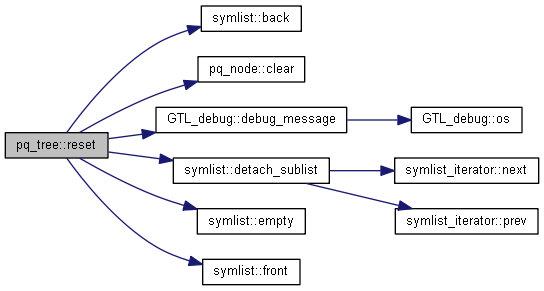 symlist::back
pq_node::clear
GTL_debug::debug_message
GTL_debug::os
pq_tree::reset
symlist::detach_sublist
symlist_iterator::next
symlist::empty
symlist_iterator::prev
symlist::front